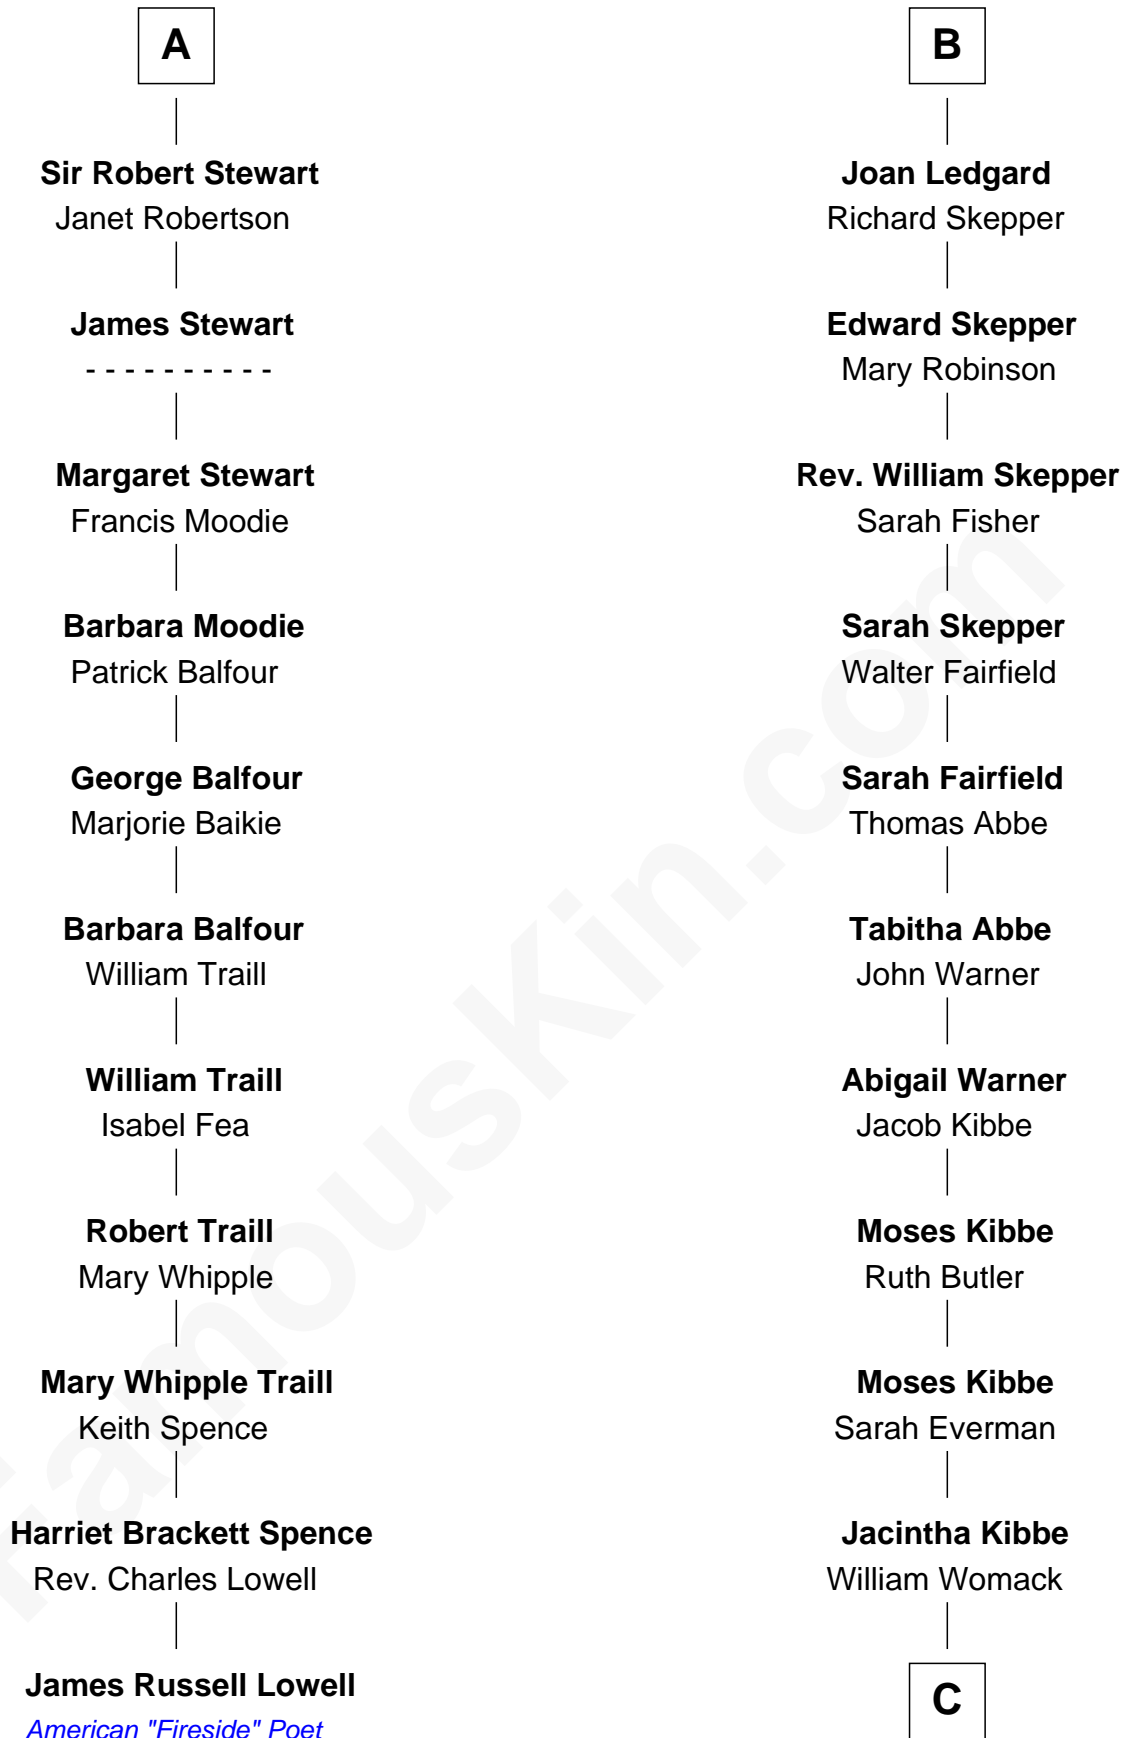 A
Sir Robert Stewart
Janet Robertson
James Stewart
- - - - - - - - - -
Margaret Stewart
Francis Moodie
Barbara Moodie
Patrick Balfour
George Balfour
Marjorie Baikie
Barbara Balfour
William Traill
William Traill
Isabel Fea
Robert Traill
Mary Whipple
Mary Whipple Traill
Keith Spence
Harriet Brackett Spence
Rev. Charles Lowell
James Russell Lowell
American "Fireside" Poet
B
Joan Ledgard
Richard Skepper
Edward Skepper
Mary Robinson
Rev. William Skepper
Sarah Fisher
Sarah Skepper
Walter Fairfield
Sarah Fairfield
Thomas Abbe
Tabitha Abbe
John Warner
Abigail Warner
Jacob Kibbe
Moses Kibbe
Ruth Butler
Moses Kibbe
Sarah Everman
Jacintha Kibbe
William Womack
C
FamousKin.com